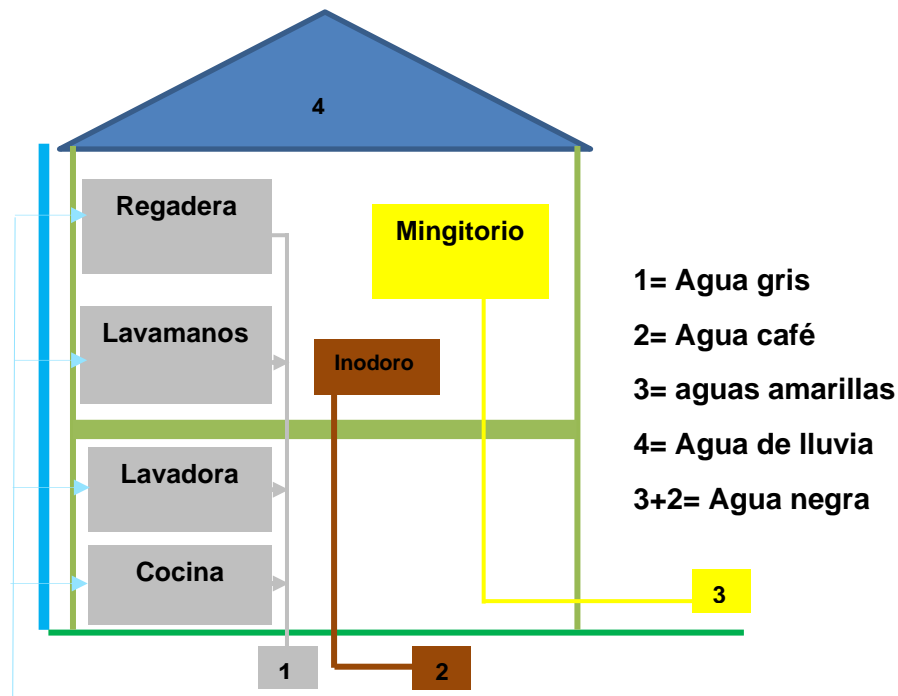 4
Regadera
Mingitorio
Lavamanos
Inodoro
Lavadora
Cocina
1= Agua gris
2= Agua café
3= aguas amarillas
4= Agua de lluvia
3+2= Agua negra
3
1
2